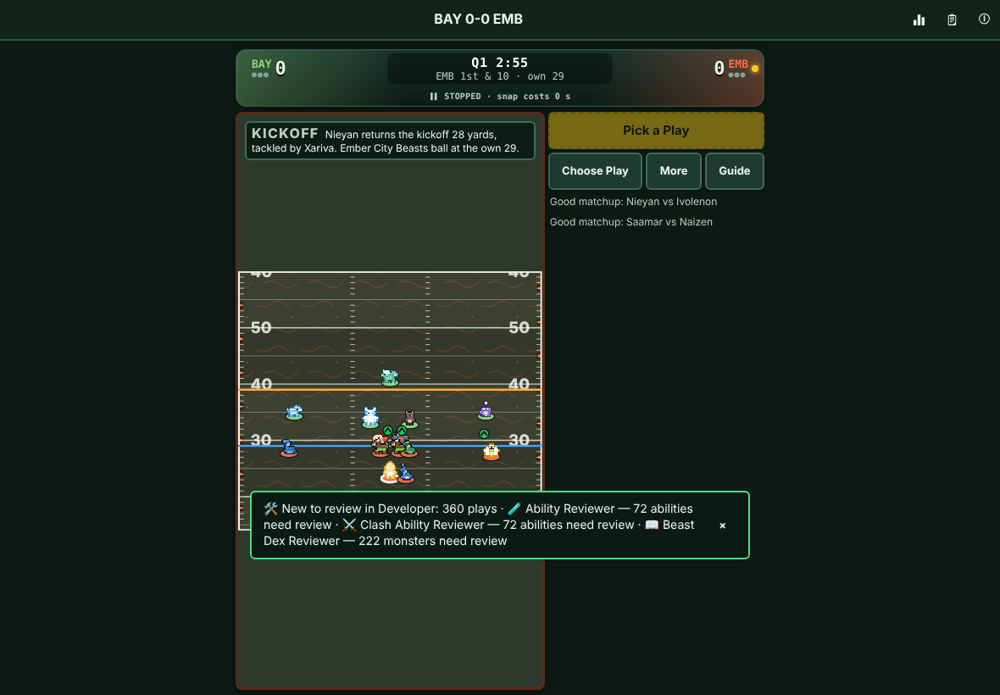 BAY 0-0 EMB
BAY 0
Q1 2:55
EMB 1st & 10 · own 29
STOPPED · snap costs 0 s
0 EMB
KICKOFF Nieyan returns the kickoff 28 yards,
tackled by Xariva. Ember City Beasts ball at the own 29.
Pick a Play
Choose Play
More
Guide
Good matchup: Nieyan vs Ivolenon
Good matchup: Saamar vs Naizen
40 40
50 50
40 40
30 30
🛠️ New to review in Developer: 360 plays · 🧪 Ability Reviewer — 72 abilities
need review · ⚔️ Clash Ability Reviewer — 72 abilities need review · 📖 Beast
Dex Reviewer — 222 monsters need review
×